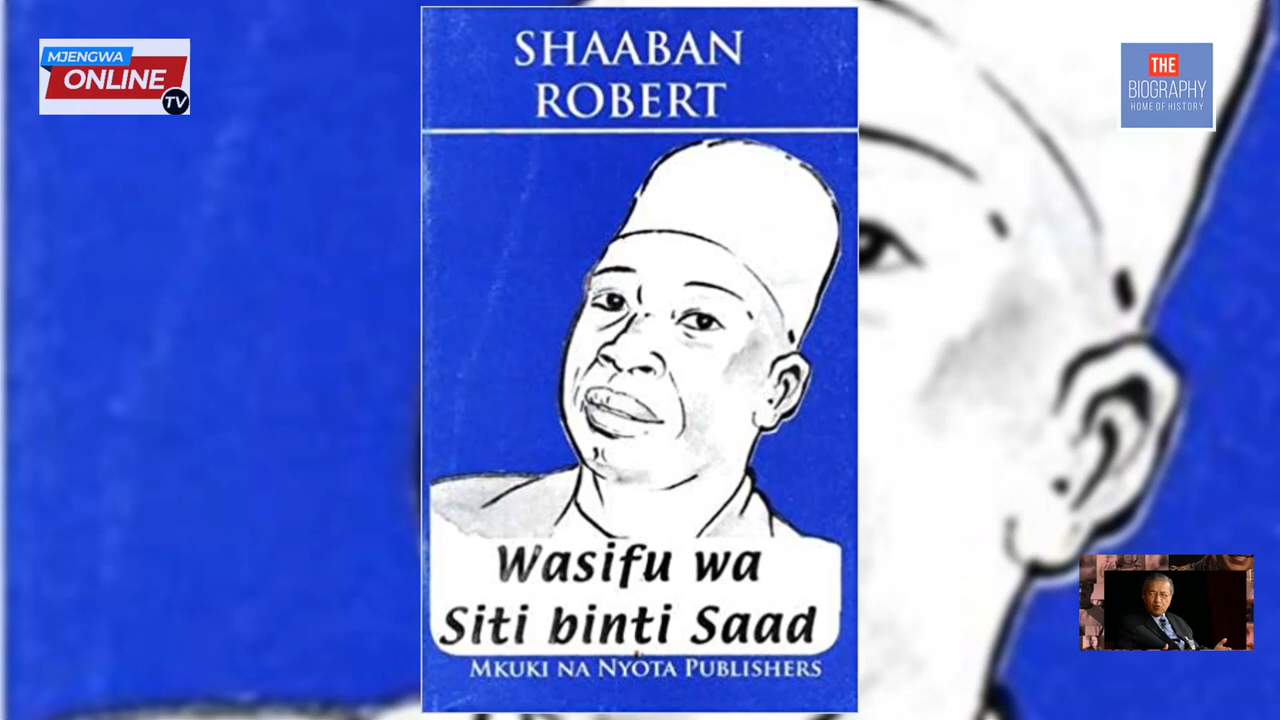 MJENGWA
ONLINE
TV
SHAABAN
ROBERT
THE
BIOGRAPHY
HOME OF HISTORY
Wasifu wa
Siti binti Saad
MKUKI NA NYOTA PUBLISHERS